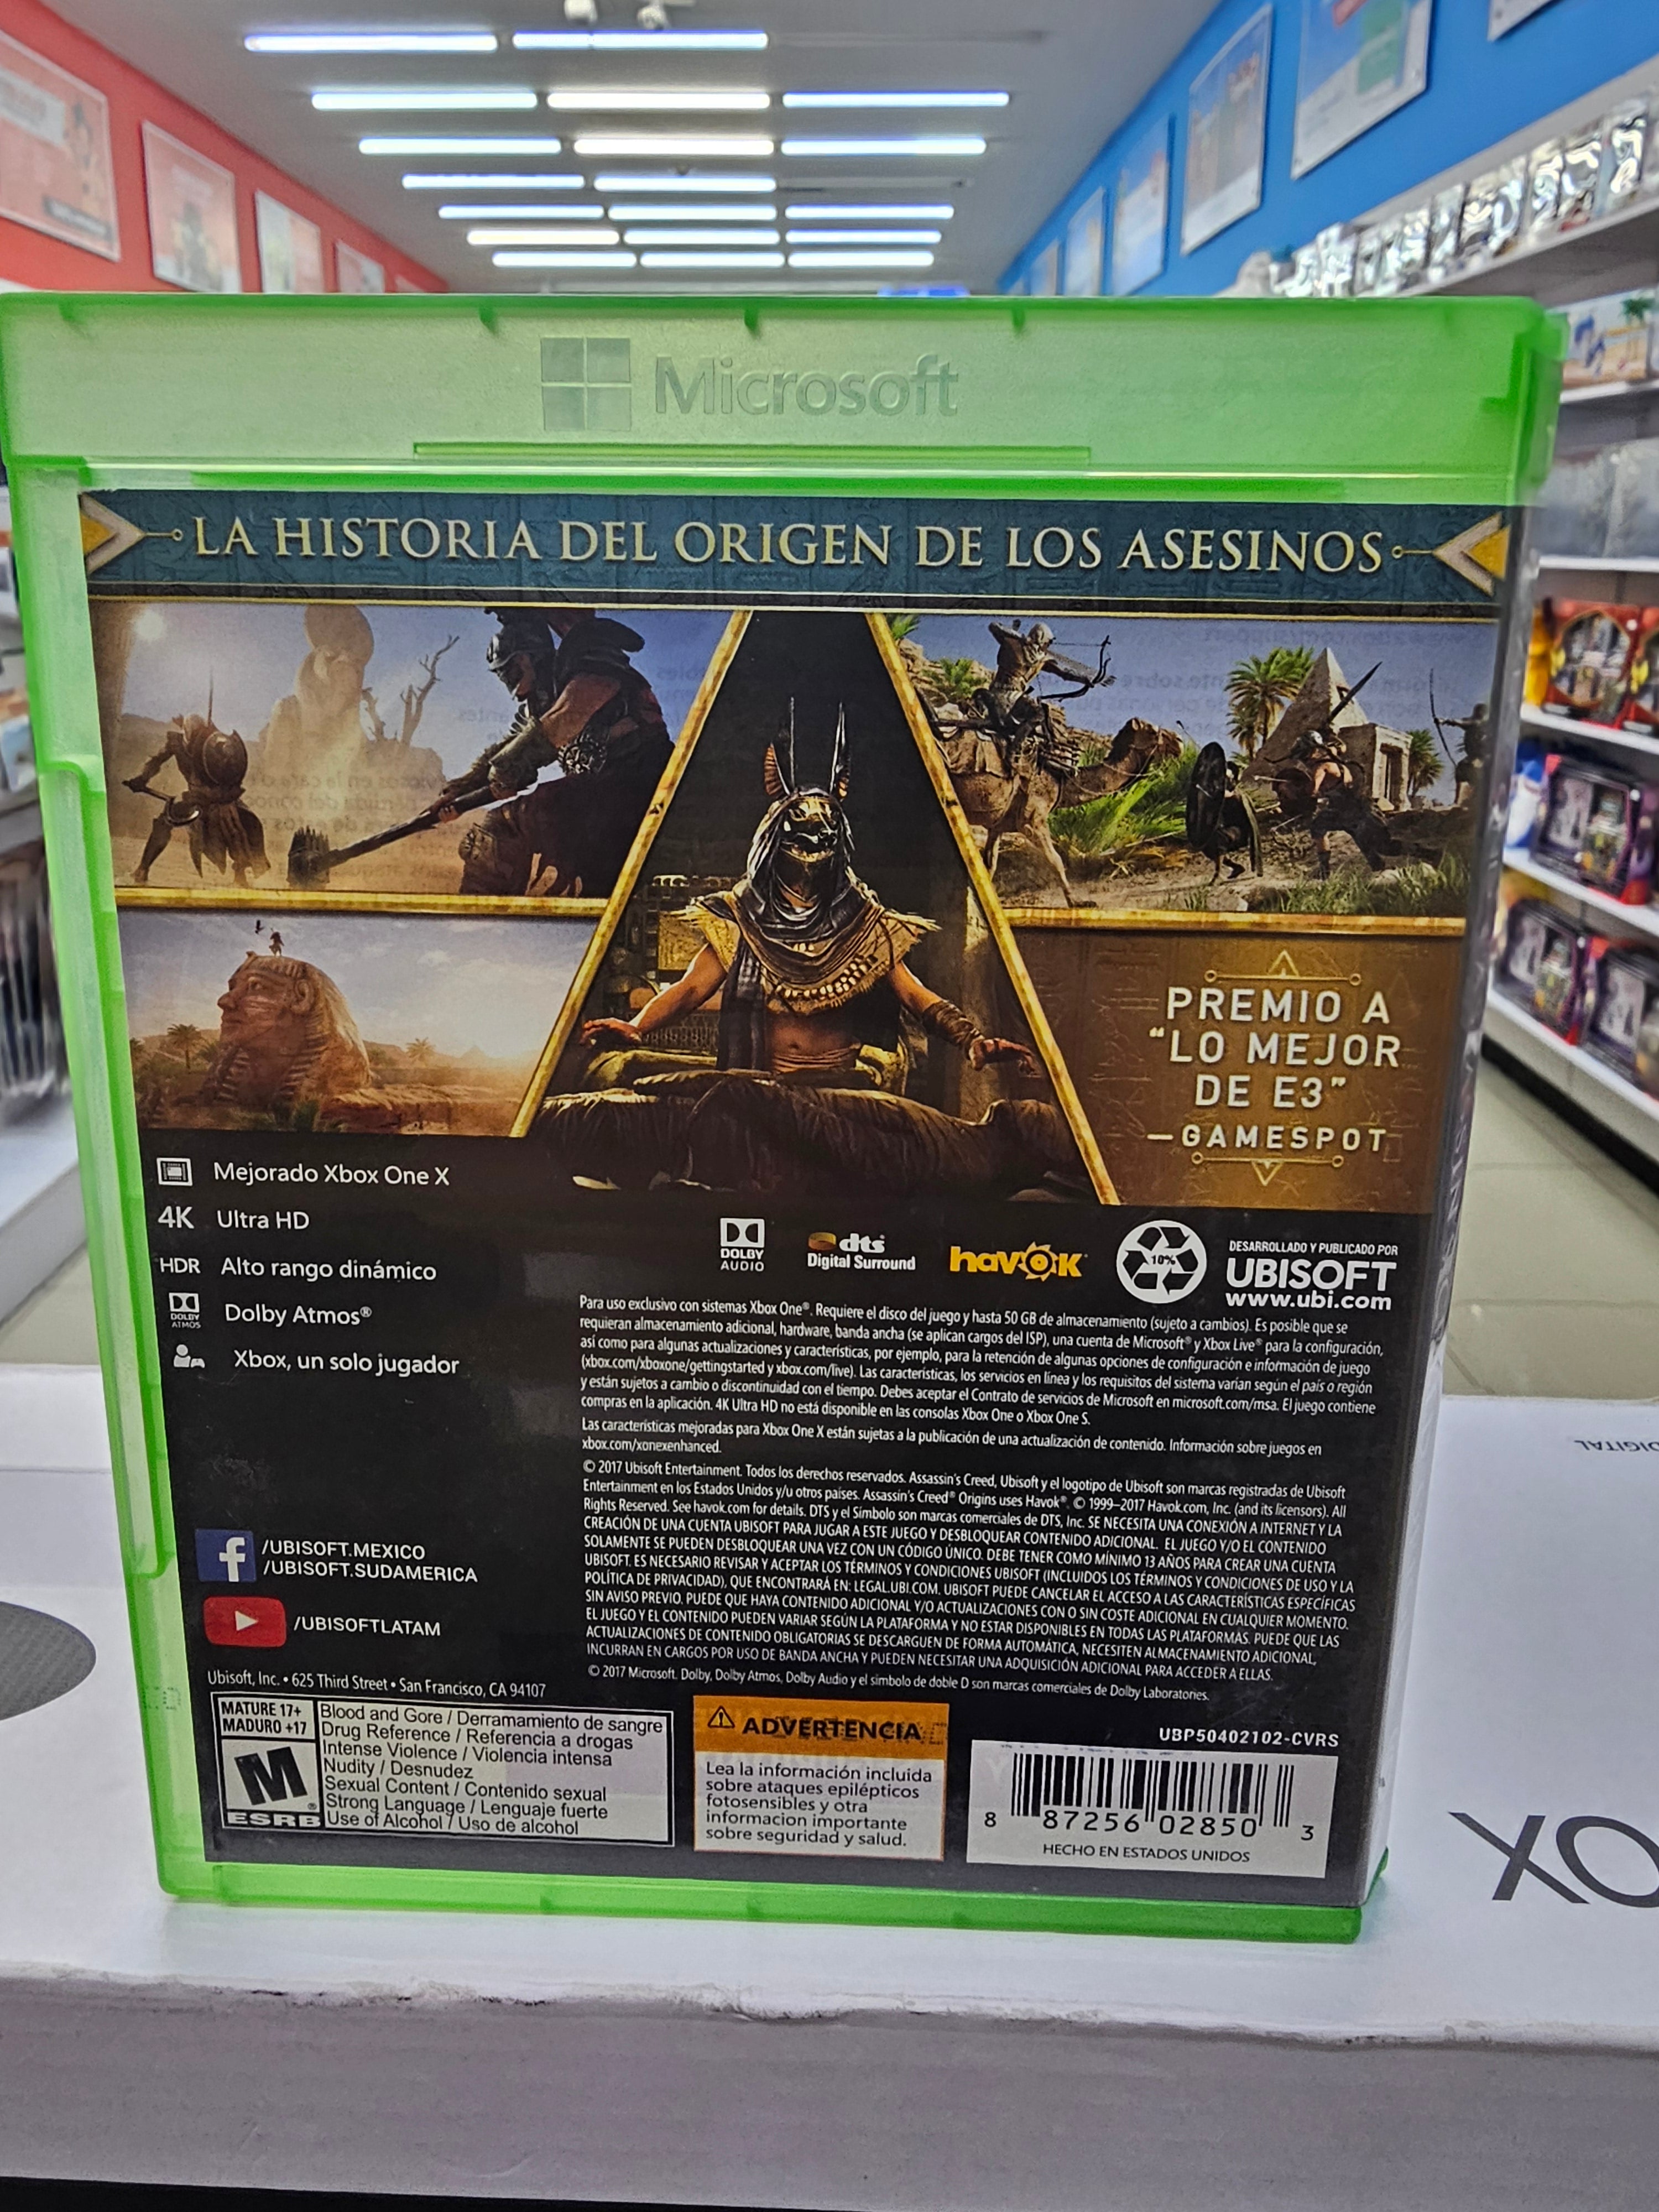 Microsoft
LA HISTORIA DEL ORIGEN DE LOS ASESINOS
PREMIO A
"LO MEJOR
DE E3"
—GAMESPOT
Mejorado Xbox One X
4K Ultra HD
HDR Alto rango dinámico
DOLBY ATMOS Dolby Atmos®
Xbox, un solo jugador
DOLBY
AUDIO
dts
Digital Surround
havok
10%
DESARROLLADO Y PUBLICADO POR
UBISOFT
www.ubi.com
Para uso exclusivo con sistemas Xbox One®. Requiere el disco del juego y hasta 50 GB de almacenamiento (sujeto a cambios). Es posible que se
requieran almacenamiento adicional, hardware, banda ancha (se aplican cargos del ISP), una cuenta de Microsoft® y Xbox Live® para la configuración,
así como para algunas actualizaciones y características, por ejemplo, para la retención de algunas opciones de configuración e información de juego
(xbox.com/xboxone/gettingstarted y xbox.com/live). Las características, los servicios en línea y los requisitos del sistema varían según el país o región
y están sujetos a cambio o discontinuidad con el tiempo. Debes aceptar el Contrato de servicios de Microsoft en microsoft.com/msa. El juego contiene
compras en la aplicación. 4K Ultra HD no está disponible en las consolas Xbox One o Xbox One S.
Las características mejoradas para Xbox One X están sujetas a la publicación de una actualización de contenido. Información sobre juegos en
xbox.com/xonexenhanced.
© 2017 Ubisoft Entertainment. Todos los derechos reservados. Assassin's Creed, Ubisoft y el logotipo de Ubisoft son marcas registradas de Ubisoft
Entertainment en los Estados Unidos y/u otros países. Assassin's Creed® Origins uses Havok®. © 1999–2017 Havok.com, Inc. (and its licensors). All
Rights Reserved. See havok.com for details. DTS y el Símbolo son marcas comerciales de DTS, Inc. SE NECESITA UNA CONEXIÓN A INTERNET Y LA
CREACIÓN DE UNA CUENTA UBISOFT PARA JUGAR A ESTE JUEGO Y DESBLOQUEAR CONTENIDO ADICIONAL. EL JUEGO Y/O EL CONTENIDO
SOLAMENTE SE PUEDEN DESBLOQUEAR UNA VEZ CON UN CÓDIGO ÚNICO. DEBE TENER COMO MÍNIMO 13 AÑOS PARA CREAR UNA CUENTA
UBISOFT. ES NECESARIO REVISAR Y ACEPTAR LOS TÉRMINOS Y CONDICIONES UBISOFT (INCLUIDOS LOS TÉRMINOS Y CONDICIONES DE USO Y LA
POLÍTICA DE PRIVACIDAD), QUE ENCONTRARÁ EN: LEGAL.UBI.COM. UBISOFT PUEDE CANCELAR EL ACCESO A LAS CARACTERÍSTICAS ESPECÍFICAS
SIN AVISO PREVIO. PUEDE QUE HAYA CONTENIDO ADICIONAL Y/O ACTUALIZACIONES CON O SIN COSTE ADICIONAL EN CUALQUIER MOMENTO.
EL JUEGO Y EL CONTENIDO PUEDEN VARIAR SEGÚN LA PLATAFORMA Y NO ESTAR DISPONIBLES EN TODAS LAS PLATAFORMAS. PUEDE QUE LAS
ACTUALIZACIONES DE CONTENIDO OBLIGATORIAS SE DESCARGUEN DE FORMA AUTOMÁTICA, NECESITEN ALMACENAMIENTO ADICIONAL,
INCURRAN EN CARGOS POR USO DE BANDA ANCHA Y PUEDEN NECESITAR UNA ADQUISICIÓN ADICIONAL PARA ACCEDER A ELLAS.
© 2017 Microsoft. Dolby, Dolby Atmos, Dolby Audio y el símbolo de doble D son marcas comerciales de Dolby Laboratories.
/UBISOFT.MEXICO
/UBISOFT.SUDAMERICA
/UBISOFTLATAM
Ubisoft, Inc. • 625 Third Street • San Francisco, CA 94107
MATURE 17+
MADURO +17
M
ESRB
Blood and Gore / Derramamiento de sangre
Drug Reference / Referencia a drogas
Intense Violence / Violencia intensa
Nudity / Desnudez
Sexual Content / Contenido sexual
Strong Language / Lenguaje fuerte
Use of Alcohol / Uso de alcohol
ADVERTENCIA
Lea la información incluida
sobre ataques epilépticos
fotosensibles y otra
informacion importante
sobre seguridad y salud.
UBP50402102-CVRS
8 87256 02850 3
HECHO EN ESTADOS UNIDOS
DIGITAL
XO